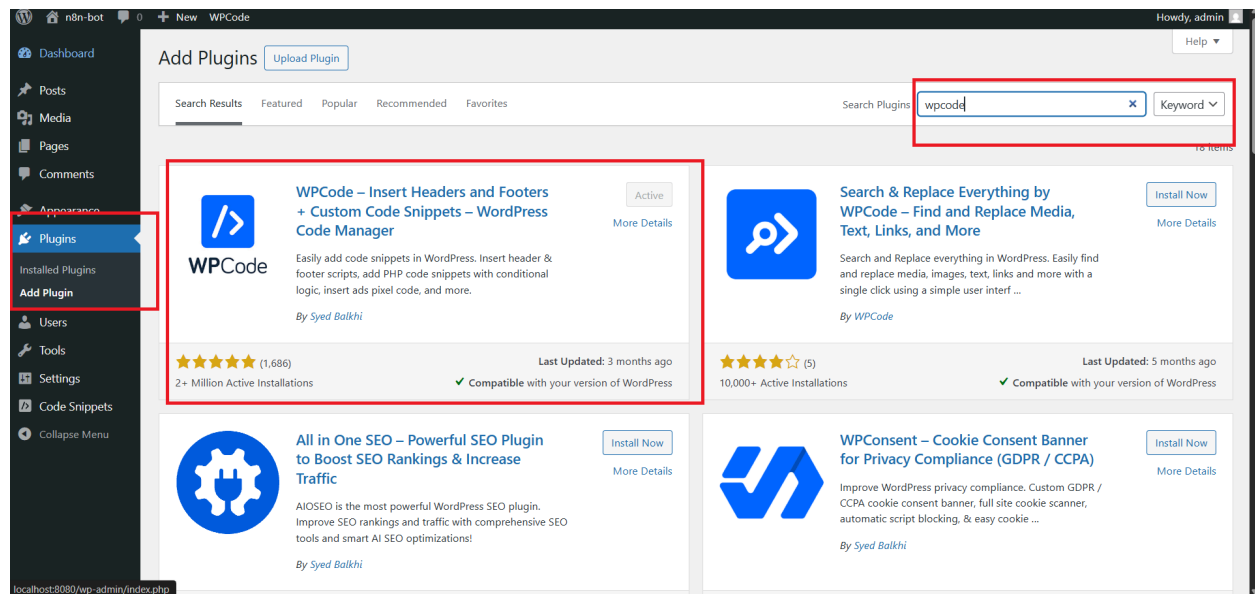 n8n-bot 0 New WPCode Howdy, admin
Dashboard
Posts
Media
Pages
Comments
Appearance
Plugins
Installed Plugins
Add Plugin
Users
Tools
Settings
Code Snippets
Collapse Menu
localhost:8080/wp-admin/index.php
Help
Add Plugins Upload Plugin
Search Results Featured Popular Recommended Favorites Search Plugins wpcode × Keyword
18 items
WPCode – Insert Headers and Footers
+ Custom Code Snippets – WordPress
Code Manager
Active
More Details
WPCode
Easily add code snippets in WordPress. Insert header &
footer scripts, add PHP code snippets with conditional
logic, insert ads pixel code, and more.
By Syed Balkhi
(1,686)
2+ Million Active Installations
Last Updated: 3 months ago
Compatible with your version of WordPress
Search & Replace Everything by
WPCode – Find and Replace Media,
Text, Links, and More
Install Now
More Details
Search and Replace everything in WordPress. Easily find
and replace media, images, text, links and more with a
single click using a simple user interf ...
By WPCode
(5)
10,000+ Active Installations
Last Updated: 5 months ago
Compatible with your version of WordPress
All in One SEO – Powerful SEO Plugin
to Boost SEO Rankings & Increase
Traffic
Install Now
More Details
AIOSEO is the most powerful WordPress SEO plugin.
Improve SEO rankings and traffic with comprehensive SEO
tools and smart AI SEO optimizations!
By Syed Balkhi
WPConsent – Cookie Consent Banner
for Privacy Compliance (GDPR / CCPA)
Install Now
More Details
Improve WordPress privacy compliance. Custom GDPR /
CCPA cookie consent banner, full site cookie scanner,
automatic script blocking, & easy cookie ...
By Syed Balkhi